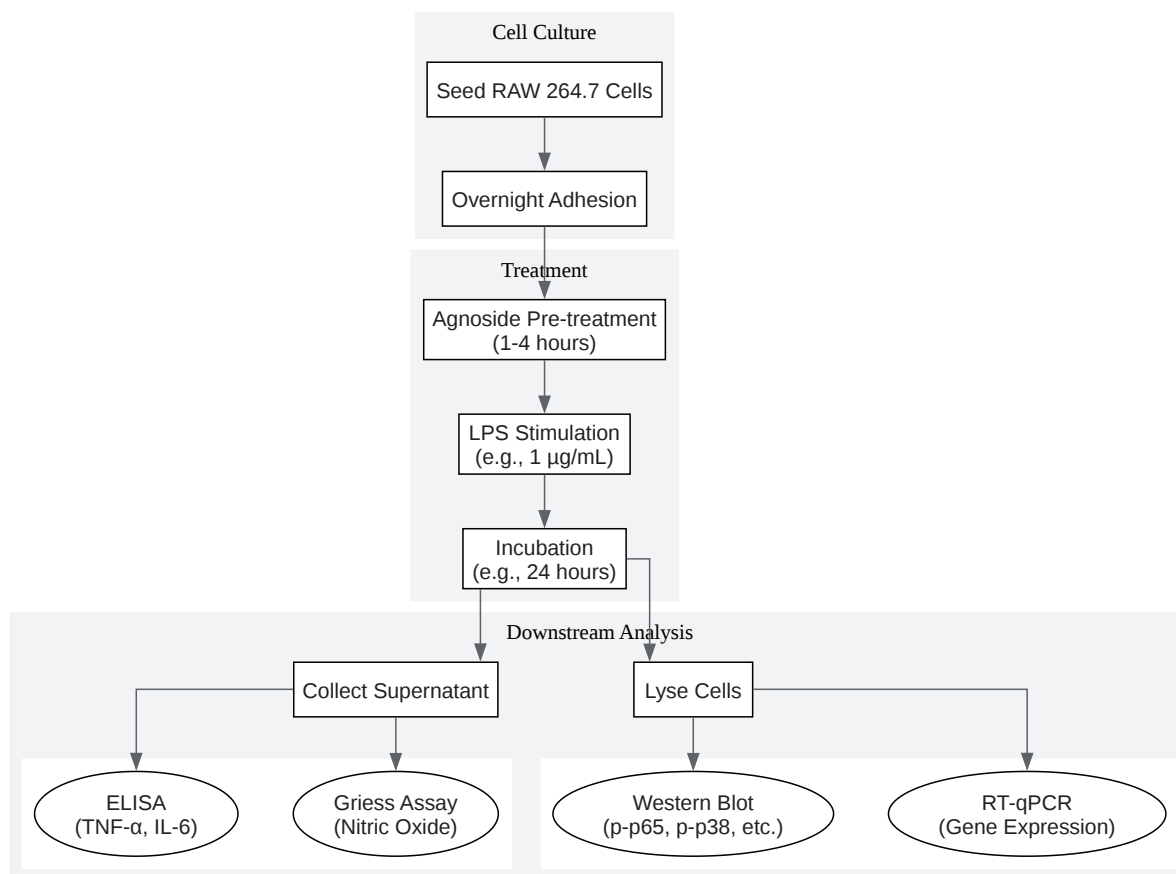 Cell Culture
Seed RAW 264.7 Cells
Overnight Adhesion
Treatment
Agnoside Pre-treatment
(1-4 hours)
LPS Stimulation
(e.g., 1 µg/mL)
Incubation
(e.g., 24 hours)
Downstream Analysis
Collect Supernatant
Lyse Cells
ELISA
(TNF-α, IL-6)
Griess Assay
(Nitric Oxide)
Western Blot
(p-p65, p-p38, etc.)
RT-qPCR
(Gene Expression)